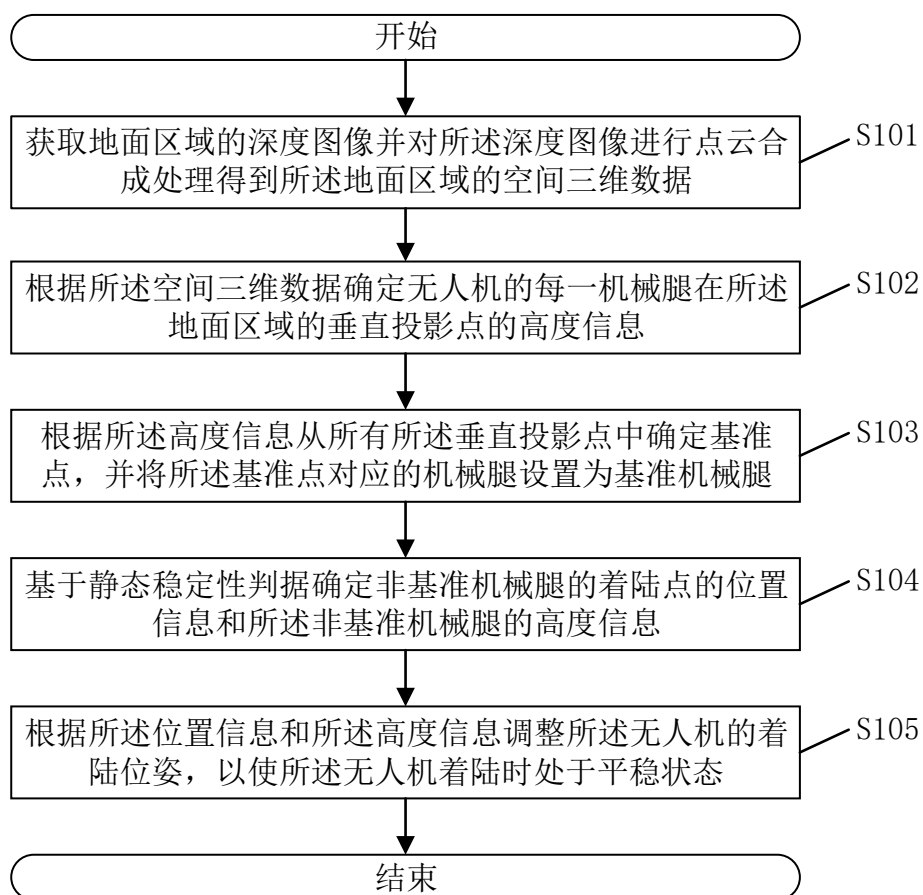 开始
获取地面区域的深度图像并对所述深度图像进行点云合
成处理得到所述地面区域的空间三维数据
S101
根据所述空间三维数据确定无人机的每一机械腿在所述
地面区域的垂直投影点的高度信息
S102
根据所述高度信息从所有所述垂直投影点中确定基准
点，并将所述基准点对应的机械腿设置为基准机械腿
S103
基于静态稳定性判据确定非基准机械腿的着陆点的位置
信息和所述非基准机械腿的高度信息
S104
根据所述位置信息和所述高度信息调整所述无人机的着
陆位姿，以使所述无人机着陆时处于平稳状态
S105
结束